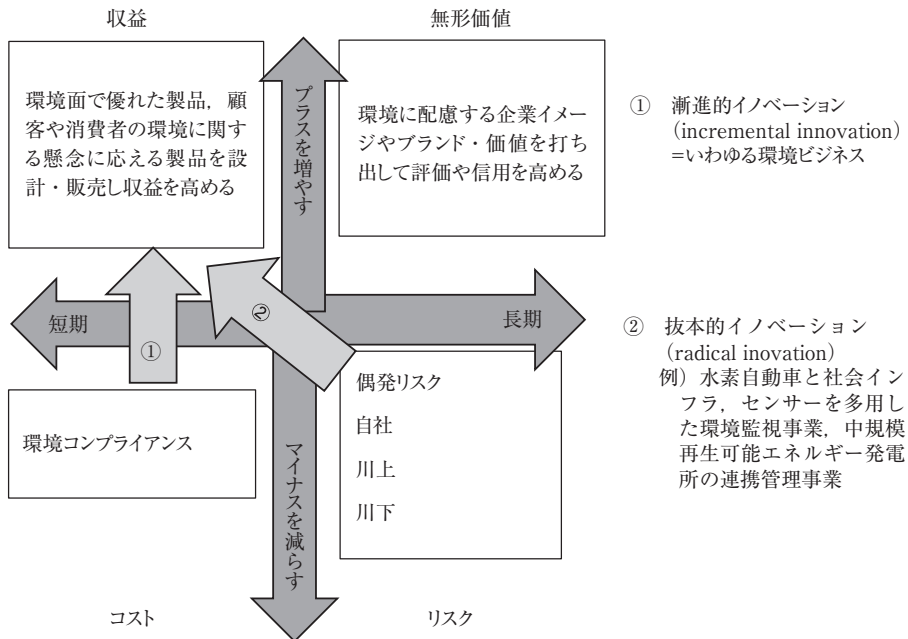 収益
無形価値
環境面で優れた製品，顧
客や消費者の環境に関す
る懸念に応える製品を設
計・販売し収益を高める
プラスを増やす
環境に配慮する企業イメ－
ジやブランド・価値を打ち
出して評価や信用を高める
① 漸進的イノベーション
（incremental innovation）
=いわゆる環境ビジネス
短期
長期
①
②
環境コンプライアンス
マイナスを減らす
偶発リスク
自社
川上
川下
② 抜本的イノベーション
（radical inovation）
例）水素自動車と社会イン
フラ，センサーを多用し
た環境監視事業，中規模
再生可能エネルギー発電
所の連携管理事業
コスト
リスク